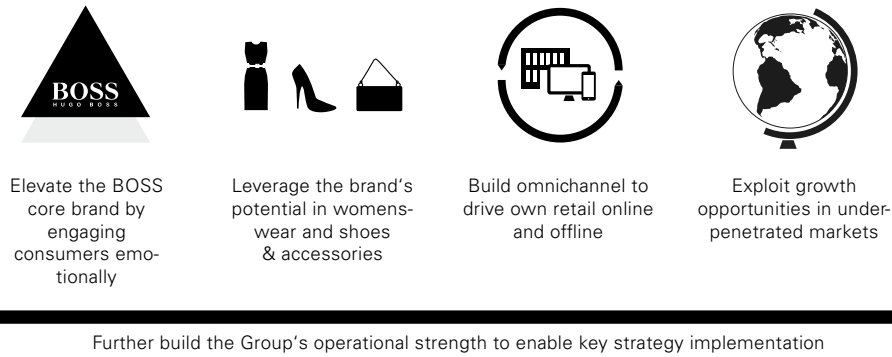 BOSS
HUGO BOSS
Elevate the BOSS
core brand by
engaging
consumers emo-
tionally
Leverage the brand‘s
potential in womens-
wear and shoes
& accessories
Build omnichannel to
drive own retail online
and offline
Exploit growth
opportunities in under-
penetrated markets
Further build the Group‘s operational strength to enable key strategy implementation